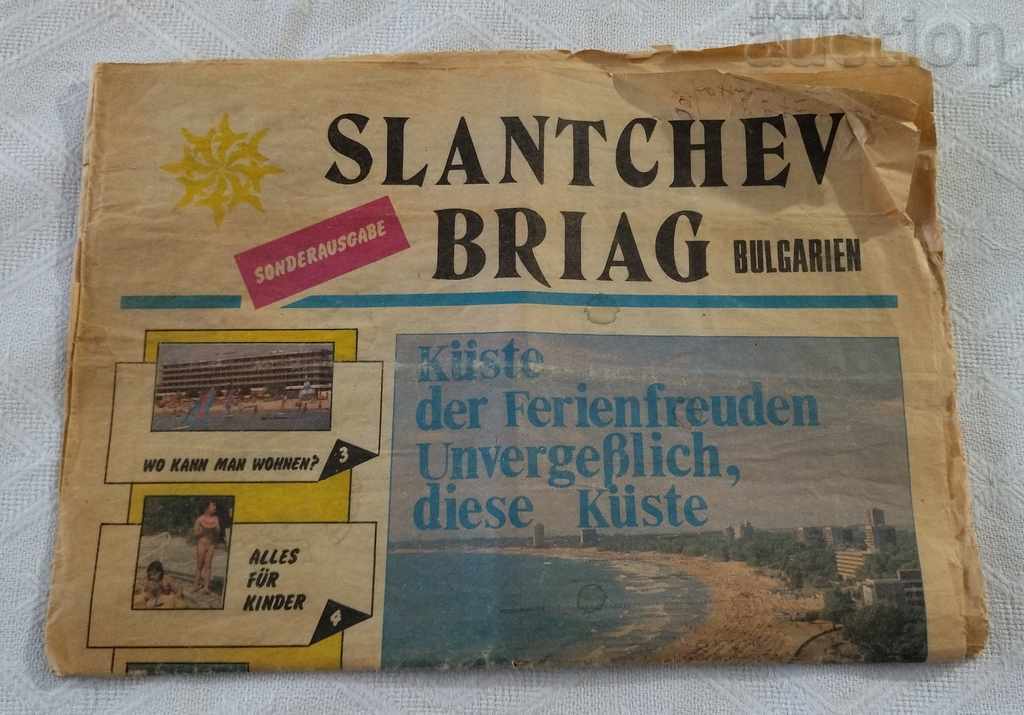 BALKAN
auction
SLANTCHEV
BRIAG
BULGARIEN
SONDERAUSGABE
WO KANN MAN WOHNEN?
3
ALLES
FÜR
KINDER
4
Küste
der Ferienfreuden
Unvergeßlich,
diese Küste